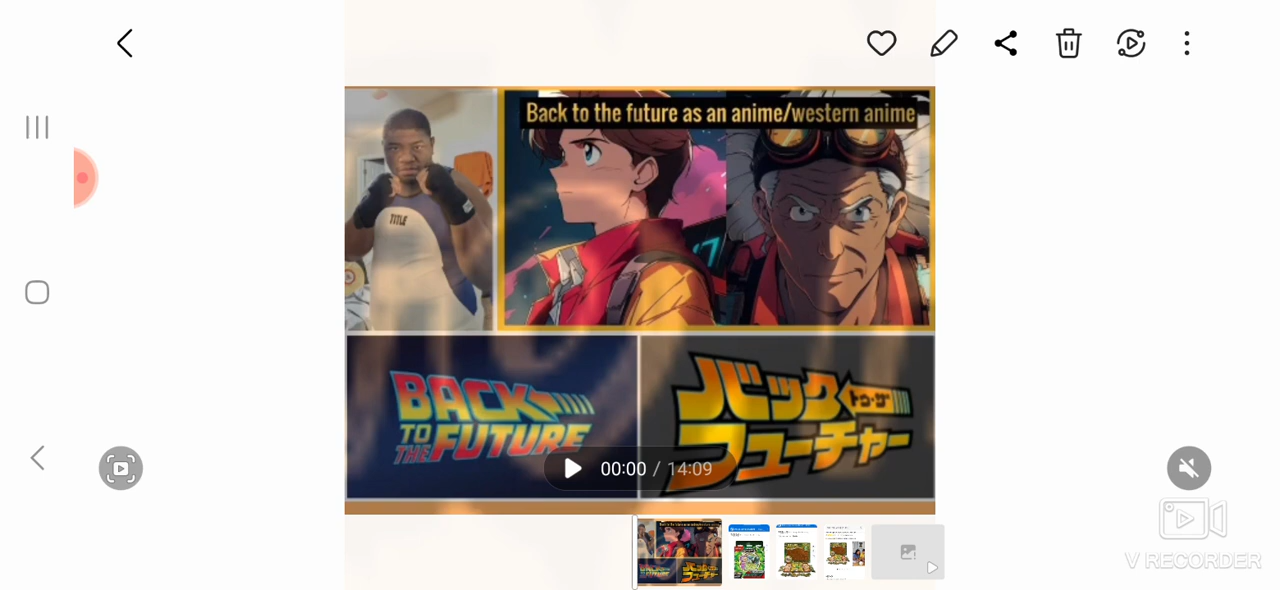 Back to the future as an anime/western anime
TITLE
BACK
TO
THE FUTURE
バック
トゥ・ザ
フューチャー
00:00 / 14:09
V RECORDER